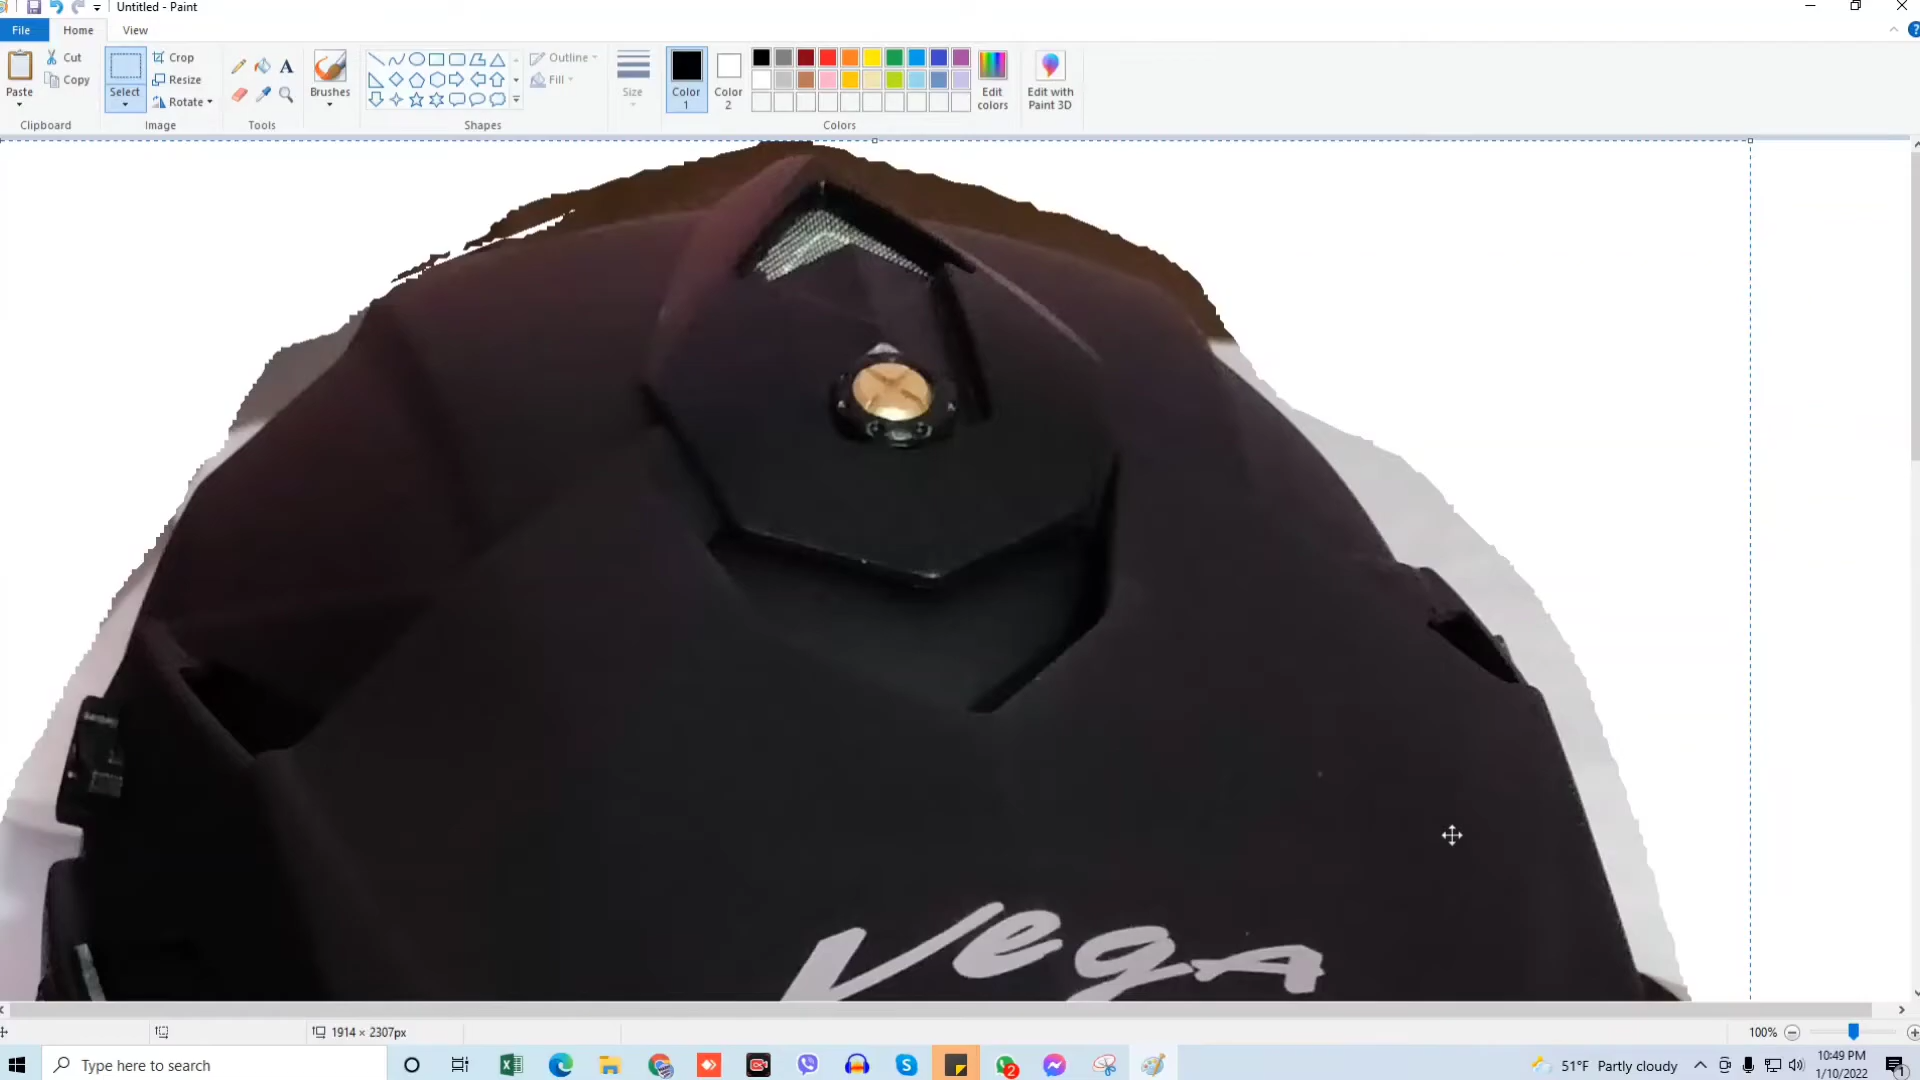 Untitled - Paint
File
Home
View
Paste
Cut
Copy
Clipboard
Select
Crop
Resize
Rotate
Image
A
Tools
Brushes
Shapes
Outline
Fill
Size
Color 1
Color 2
Colors
Edit colors
Edit with Paint 3D
VegA
1914 × 2307px
100%
Type here to search
2
51°F Partly cloudy
10:49 PM
1/10/2022
1